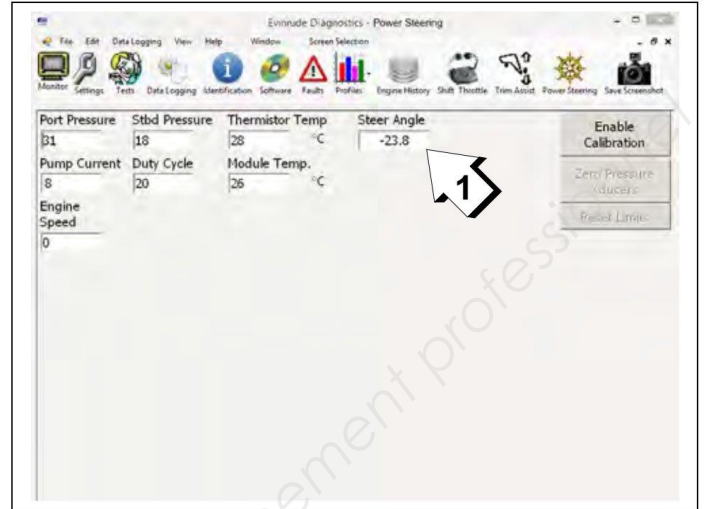 Evinrude Diagnostics - Power Steering
File Edit Data Logging View Help Window Screen Selection
Monitor Settings Tests Data Logging Identification Software Faults Profiles Engine History Shift Throttle Trim Assist Power Steering Save Screenshot
Port Pressure Stbd Pressure Thermistor Temp Steer Angle
31 18 28 °C -23.8
Enable
Calibration
Pump Current Duty Cycle Module Temp.
8 20 26 °C
1
Zero Pressure
Engine
Speed
Reset Limits
0